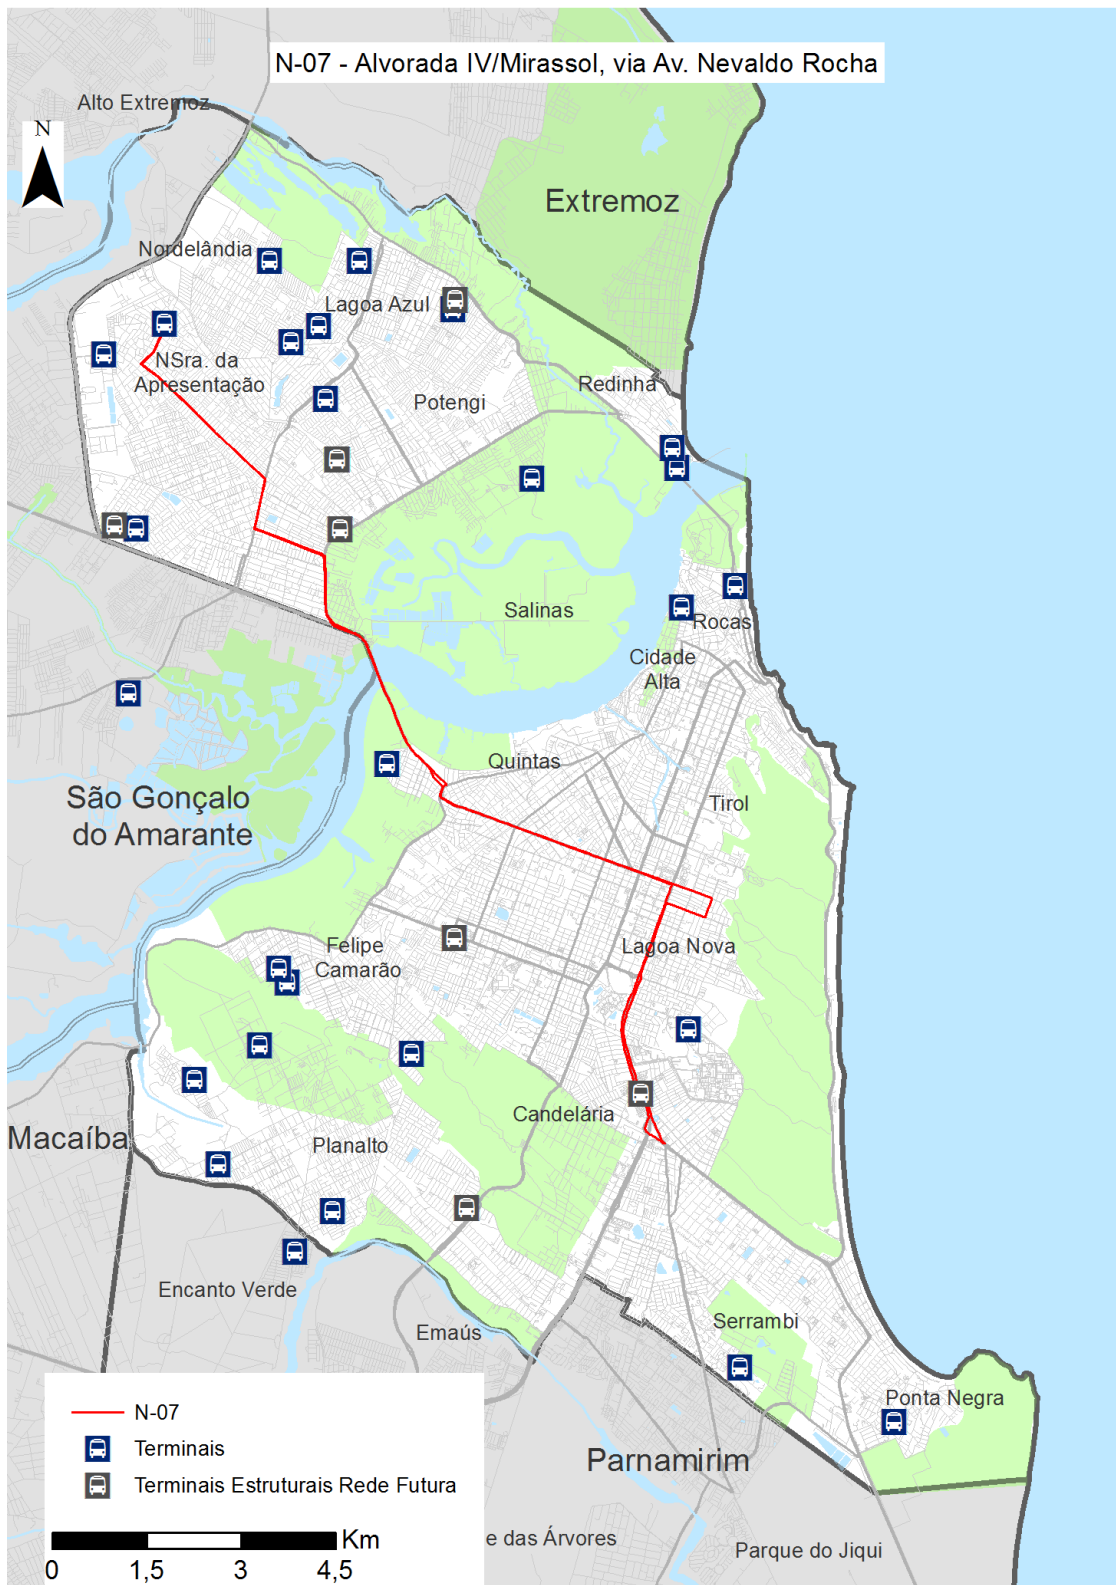 N-07 - Alvorada IV/Mirassol, via Av. Nevaldo Rocha
Alto Extremoz
N
Extremoz
Nordelândia
Lagoa Azul
NSra. da
Apresentação
Redinha
Potengi
Salinas
Rocas
Cidade
Alta
Quintas
São Gonçalo
do Amarante
Tirol
Felipe
Camarão
Lagoa Nova
Candelária
Macaíba
Planalto
Encanto Verde
Emaús
Serrambi
Ponta Negra
Parnamirim
e das Árvores
Parque do Jiqui
N-07
Terminais
Terminais Estruturais Rede Futura
Km
0 1,5 3 4,5